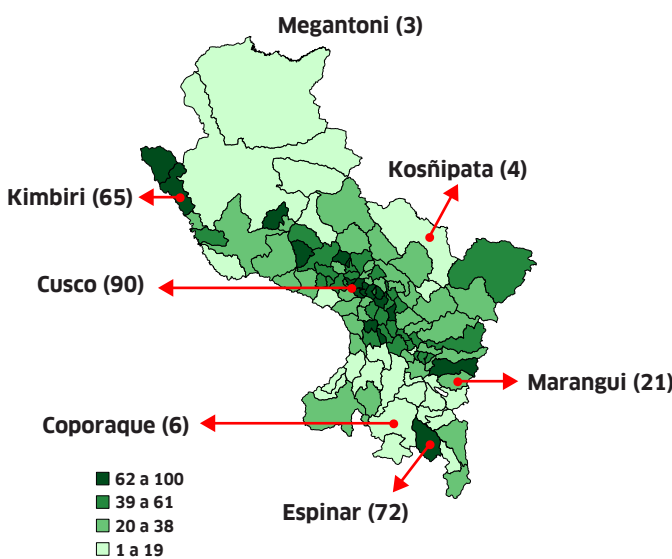 Megantoni (3)
Kosñipata (4)
Kimbiri (65)
Cusco (90)
Marangui (21)
Coporaque (6)
Espinar (72)
62 a 100
39 a 61
20 a 38
1 a 19